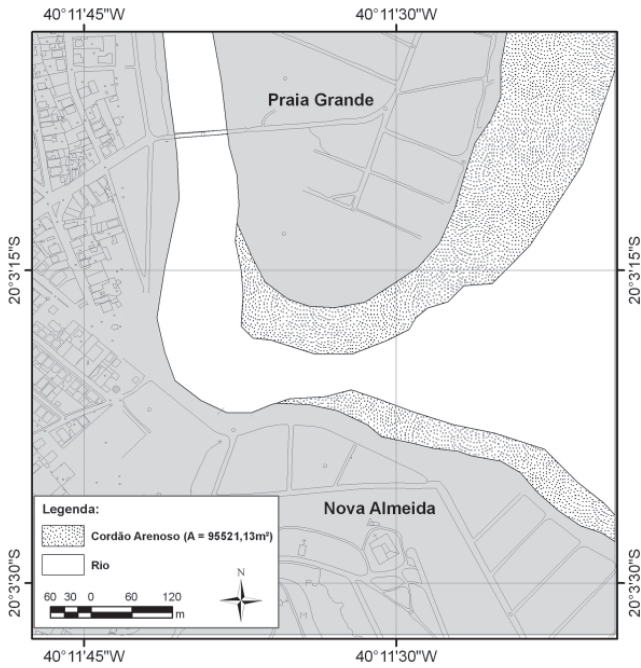 40°11'45"W
40°11'30"W
Praia Grande
20°3'15"S
20°3'15"S
Nova Almeida
Legenda:
Cordão Arenoso (A = 95521,13m²)
Rio
60 30 0 60 120
m
N
20°3'30"S
20°3'30"S
40°11'45"W
40°11'30"W